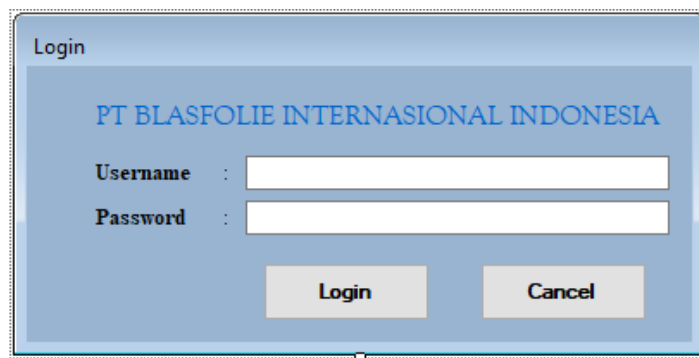 Login
PT BLASFOLIE INTERNASIONAL INDONESIA
Username :
Password :
Login Cancel